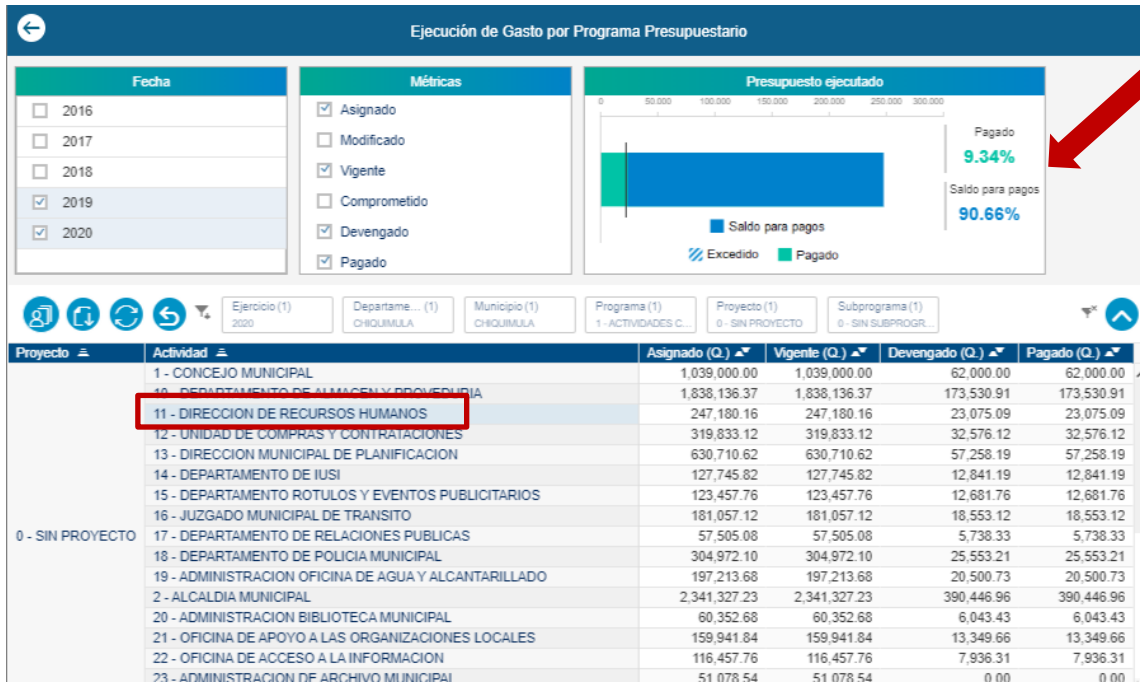 Ejecución de Gasto por Programa Presupuestario
Fecha
2016
2017
2018
2019
2020
Métricas
Asignado
Modificado
Vigente
Comprometido
Devengado
Pagado
Presupuesto ejecutado
0 50.000 100.000 150.000 200.000 250.000 300.000
Pagado
9.34%
Saldo para pagos
90.66%
Saldo para pagos
Excedido Pagado
Ejercicio (1) Departame... (1) Municipio (1) Programa (1) Proyecto (1) Subprograma (1)
2020 CHIQUIMULA CHIQUIMULA 1 - ACTIVIDADES C... 0 - SIN PROYECTO 0 - SIN SUBPROGR...
Proyecto Actividad Asignado (Q.) Vigente (Q.) Devengado (Q.) Pagado (Q.)
1 - CONCEJO MUNICIPAL 1,039,000.00 1,039,000.00 62,000.00 62,000.00
10 - DEPARTAMENTO DE ALMACEN Y PROVEDURIA 1,838,136.37 1,838,136.37 173,530.91 173,530.91
11 - DIRECCION DE RECURSOS HUMANOS 247,180.16 247,180.16 23,075.09 23,075.09
12 - UNIDAD DE COMPRAS Y CONTRATACIONES 319,833.12 319,833.12 32,576.12 32,576.12
13 - DIRECCION MUNICIPAL DE PLANIFICACION 630,710.62 630,710.62 57,258.19 57,258.19
14 - DEPARTAMENTO DE IUSI 127,745.82 127,745.82 12,841.19 12,841.19
15 - DEPARTAMENTO ROTULOS Y EVENTOS PUBLICITARIOS 123,457.76 123,457.76 12,681.76 12,681.76
16 - JUZGADO MUNICIPAL DE TRANSITO 181,057.12 181,057.12 18,553.12 18,553.12
0 - SIN PROYECTO 17 - DEPARTAMENTO DE RELACIONES PUBLICAS 57,505.08 57,505.08 5,738.33 5,738.33
18 - DEPARTAMENTO DE POLICIA MUNICIPAL 304,972.10 304,972.10 25,553.21 25,553.21
19 - ADMINISTRACION OFICINA DE AGUA Y ALCANTARILLADO 197,213.68 197,213.68 20,500.73 20,500.73
2 - ALCALDIA MUNICIPAL 2,341,327.23 2,341,327.23 390,446.96 390,446.96
20 - ADMINISTRACION BIBLIOTECA MUNICIPAL 60,352.68 60,352.68 6,043.43 6,043.43
21 - OFICINA DE APOYO A LAS ORGANIZACIONES LOCALES 159,941.84 159,941.84 13,349.66 13,349.66
22 - OFICINA DE ACCESO A LA INFORMACION 116,457.76 116,457.76 7,936.31 7,936.31
23 - ADMINISTRACION DE ARCHIVO MUNICIPAL 51,078.54 51,078.54 0.00 0.00